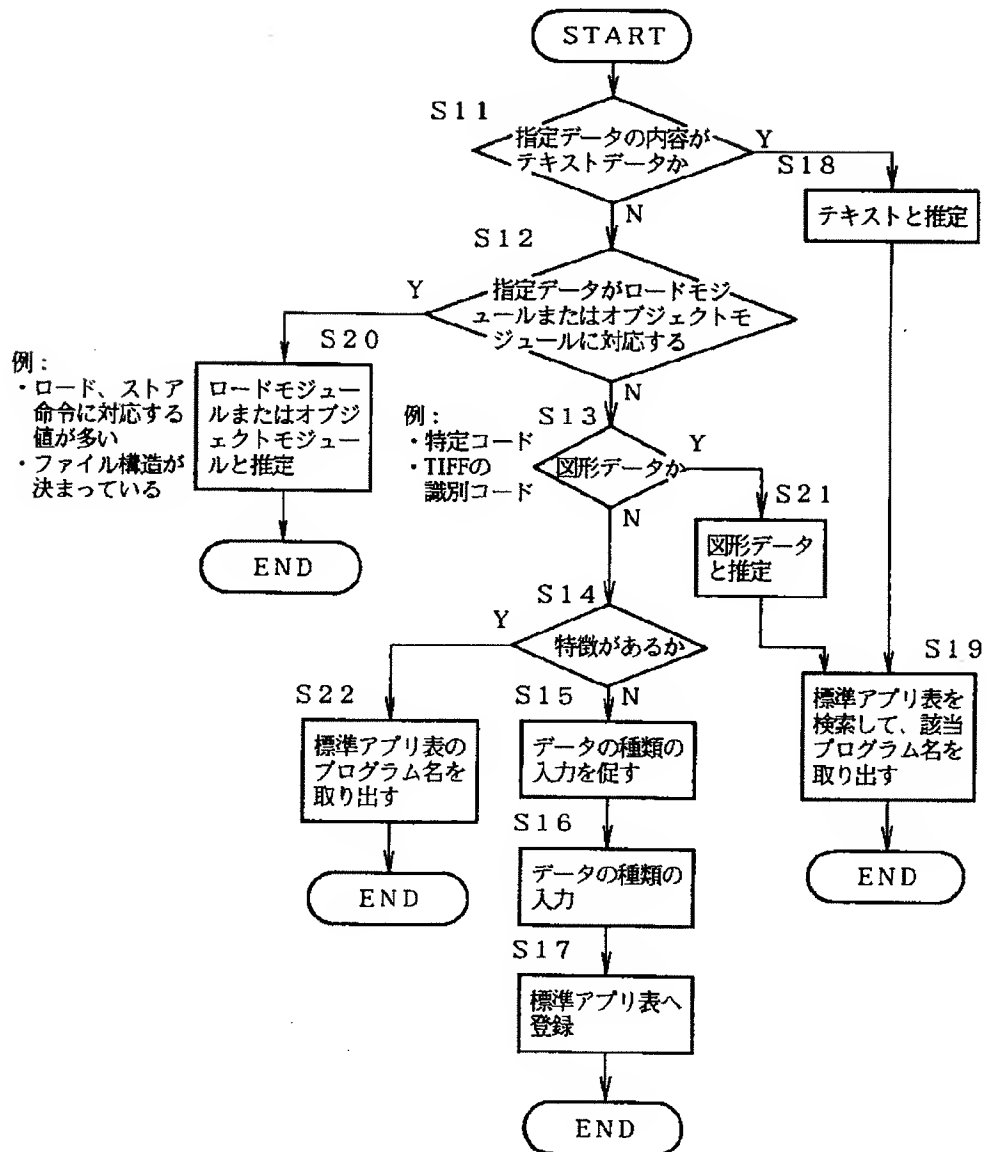 START
S11
指定データの内容が
テキストデータか
Y
S18
テキストと推定
N
S12
指定データがロードモジ
ュールまたはオブジェクトモ
ジュールに対応する
Y
S20
例:
・ロード、ストア
命令に対応する
値が多い
・ファイル構造が
決まっている
ロードモジュー
ルまたはオブジ
ェクトモジュー
ルと推定
END
N
S13
例:
・特定コード
・TIFFの
識別コード
図形データか
Y
S21
図形データ
と推定
N
S14
特徴があるか
Y
S22
標準アプリ表の
プログラム名を
取り出す
END
N
S15
データの種類の
入力を促す
S16
データの種類の
入力
S17
標準アプリ表へ
登録
END
S19
標準アプリ表を
検索して、該当
プログラム名を
取り出す
END